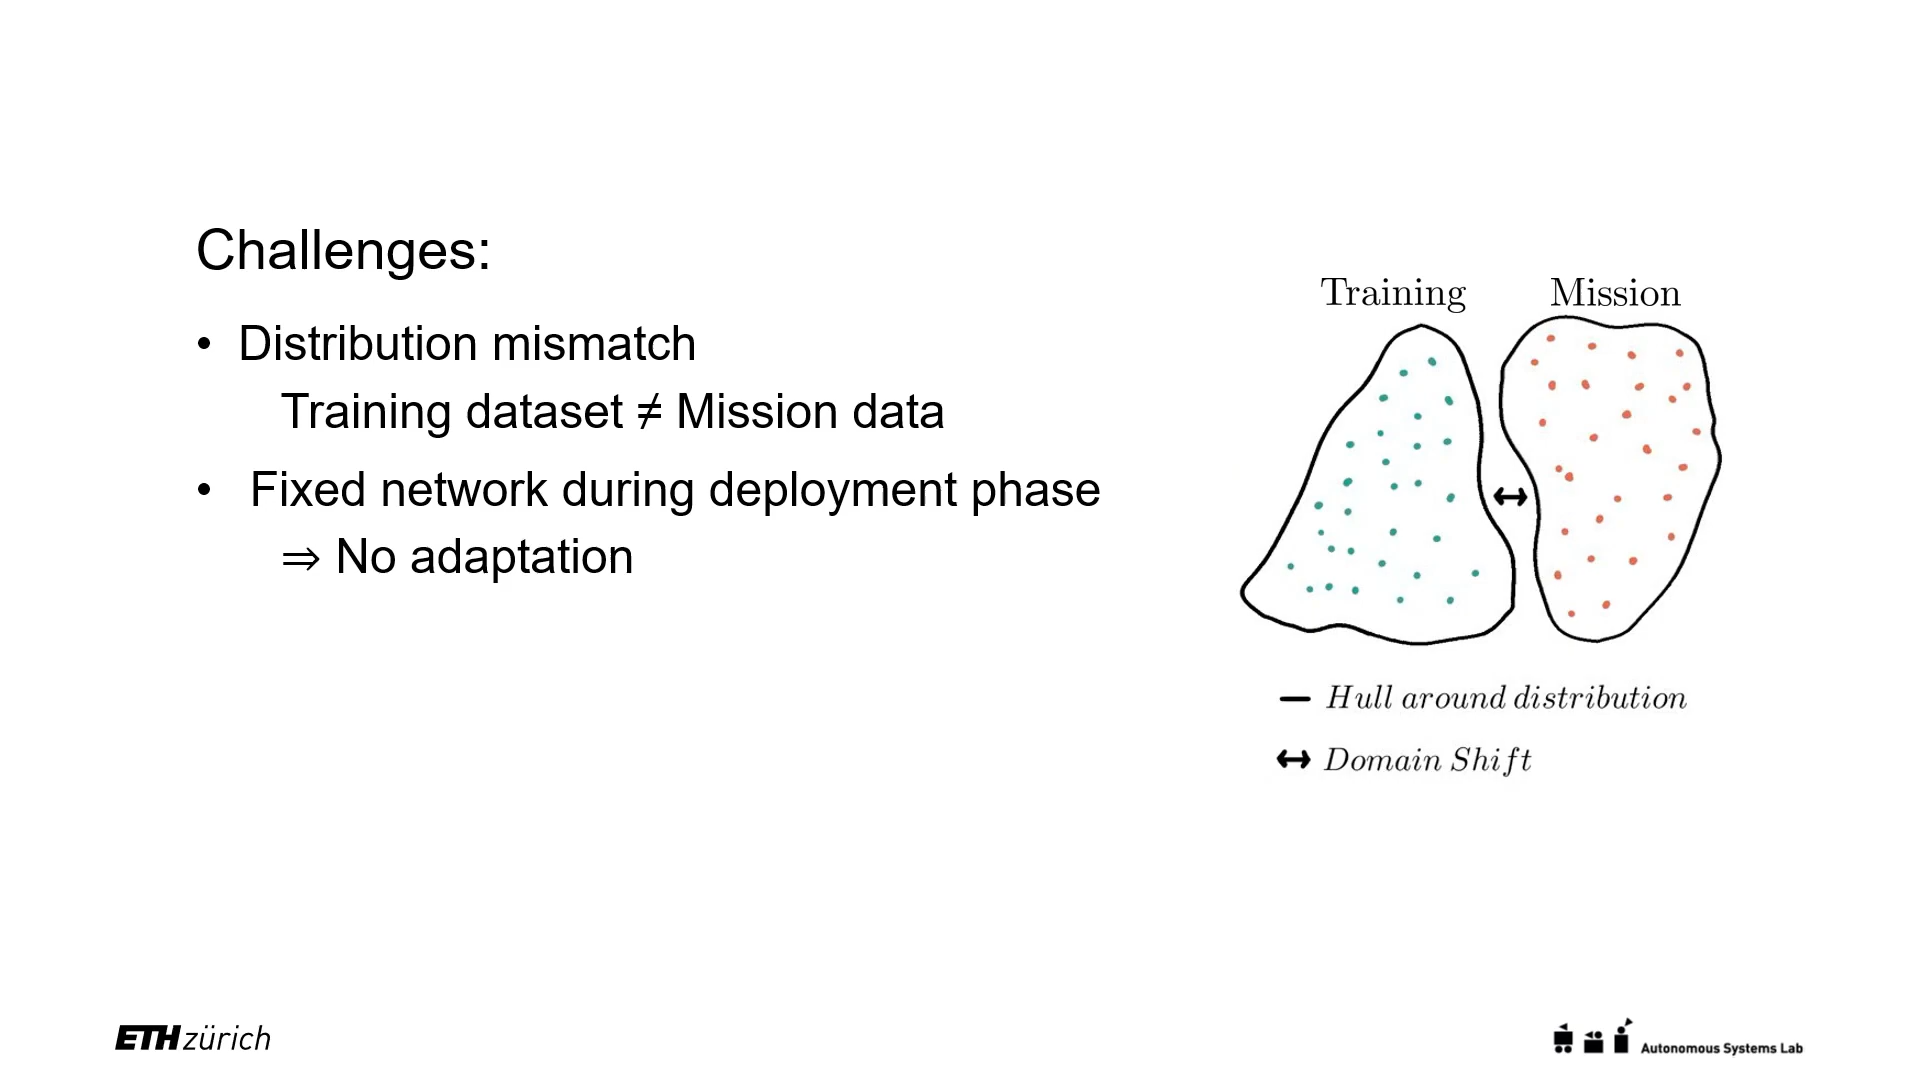 Challenges:
• Distribution mismatch
Training dataset ≠ Mission data
• Fixed network during deployment phase
⇒ No adaptation
Training Mission
Hull around distribution
Domain Shift
ETH zürich
Autonomous Systems Lab